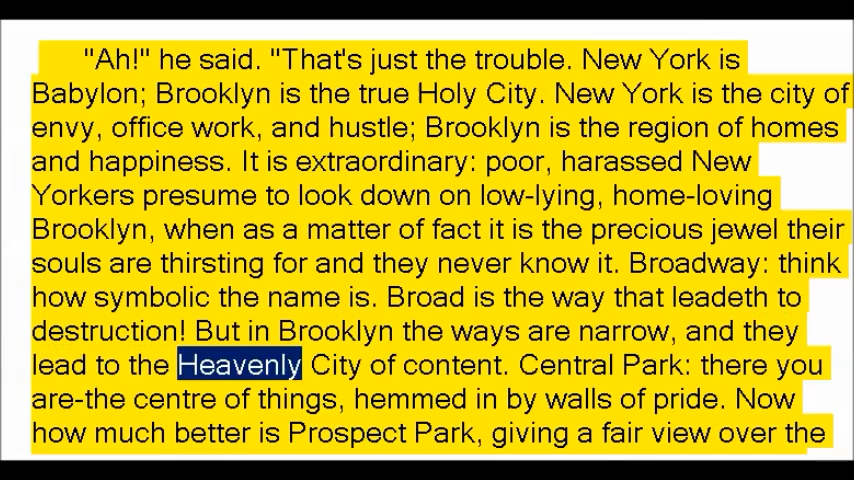 "Ah!" he said. "That's just the trouble. New York is
Babylon; Brooklyn is the true Holy City. New York is the city of
envy, office work, and hustle; Brooklyn is the region of homes
and happiness. It is extraordinary: poor, harassed New
Yorkers presume to look down on low-lying, home-loving
Brooklyn, when as a matter of fact it is the precious jewel their
souls are thirsting for and they never know it. Broadway: think
how symbolic the name is. Broad is the way that leadeth to
destruction! But in Brooklyn the ways are narrow, and they
lead to the Heavenly City of content. Central Park: there you
are-the centre of things, hemmed in by walls of pride. Now
how much better is Prospect Park, giving a fair view over the